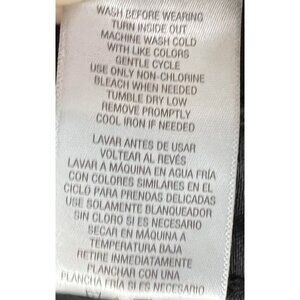 WASH BEFORE WEARING
TURN INSIDE OUT
MACHINE WASH COLD
WITH LIKE COLORS
GENTLE CYCLE
USE ONLY NON-CHLORINE
BLEACH WHEN NEEDED
TUMBLE DRY LOW
REMOVE PROMPTLY
COOL IRON IF NEEDED
LAVAR ANTES DE USAR
VOLTEAR AL REVÉS
LAVAR A MÁQUINA EN AGUA FRÍA
CON COLORES SIMILARES EN EL
CICLO PARA PRENDAS DELICADAS
USE SOLAMENTE BLANQUEADOR
SIN CLORO SI ES NECESARIO
SECAR EN MÁQUINA A
TEMPERATURA BAJA
RETIRE INMEDIATAMENTE
PLANCHAR CON UNA
PLANCHA FRÍA SI ES NECESARIO